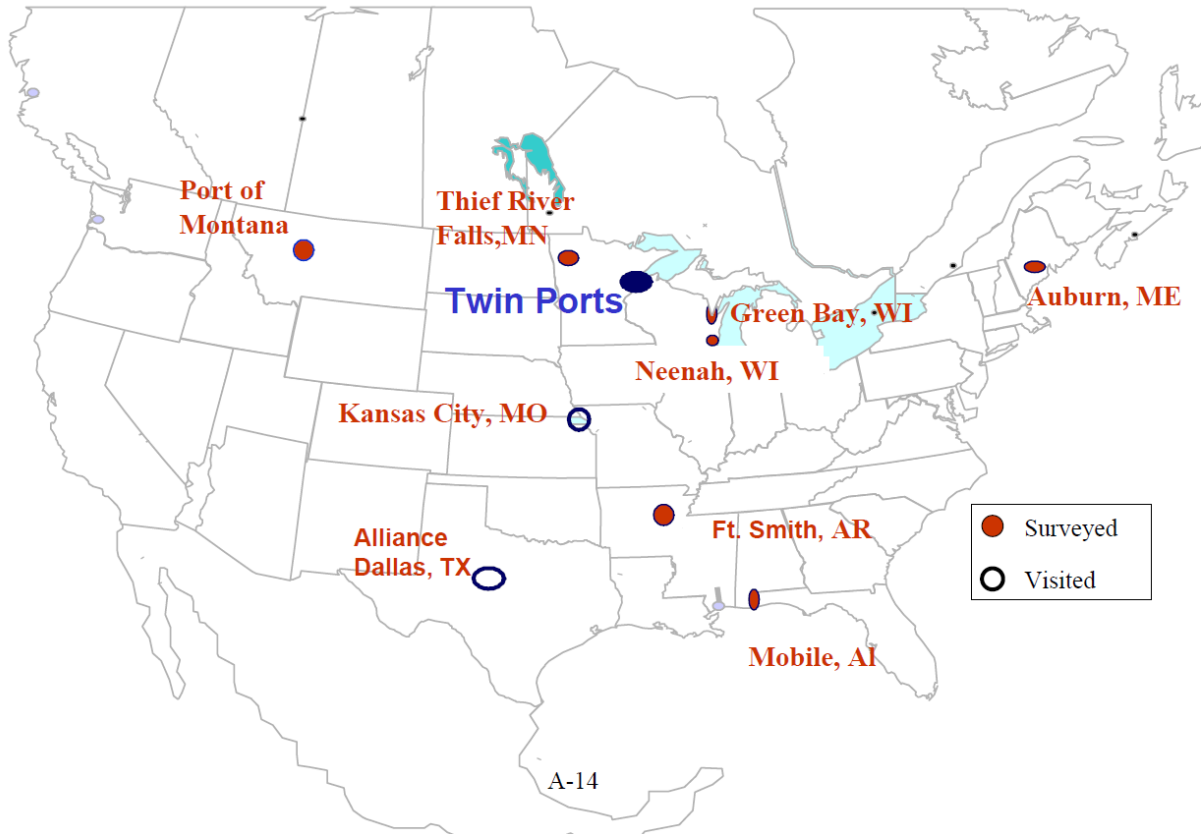 Port of
Montana
Thief River
Falls,MN
Twin Ports
Green Bay, WI
Auburn, ME
Neenah, WI
Kansas City, MO
Alliance
Dallas, TX
Ft. Smith, AR
Surveyed
Visited
Mobile, Al
A-14